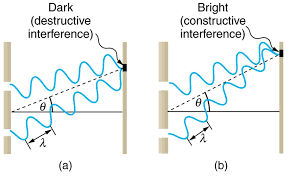 Dark
(destructive
interference)
θ
λ
(a)
Bright
(constructive
interference)
θ
λ
(b)